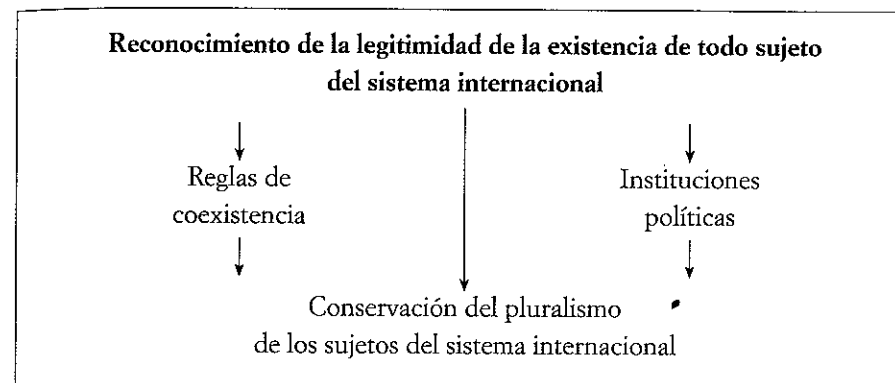 Reconocimiento de la legitimidad de la existencia de todo sujeto
del sistema internacional
Reglas de
coexistencia
Instituciones
políticas
Conservación del pluralismo
de los sujetos del sistema internacional